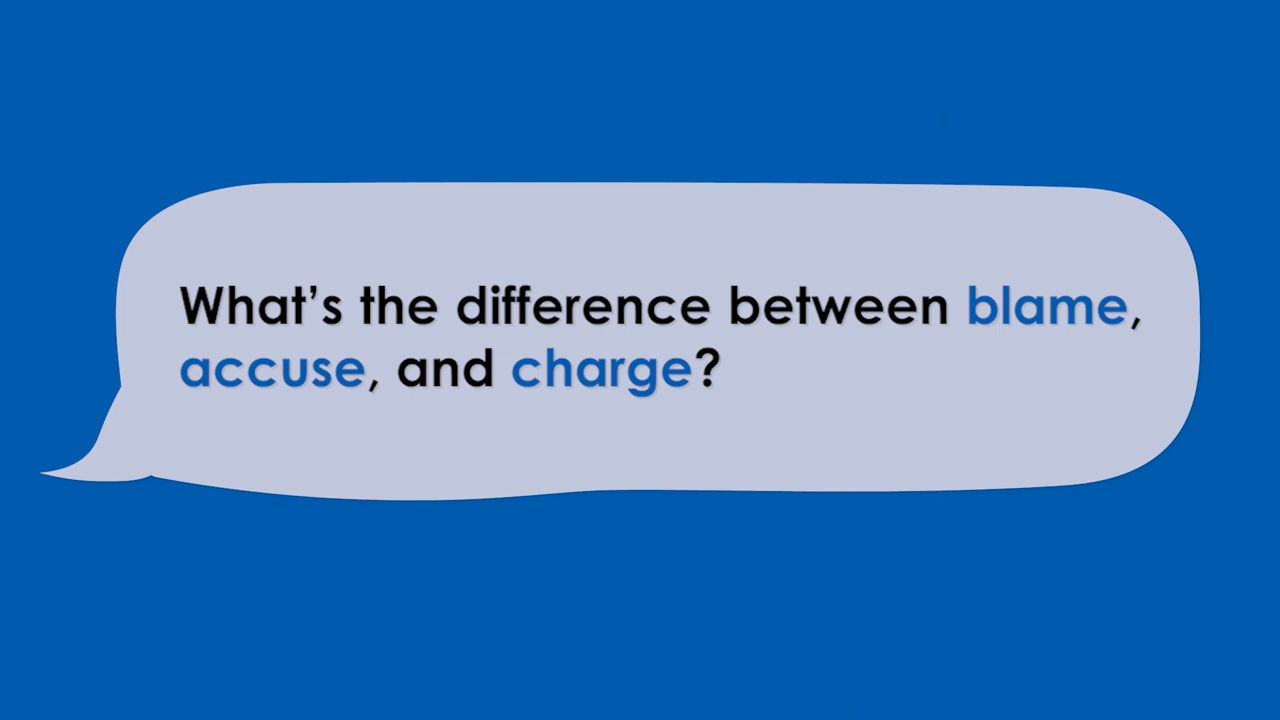 What’s the difference between blame,
accuse, and charge?